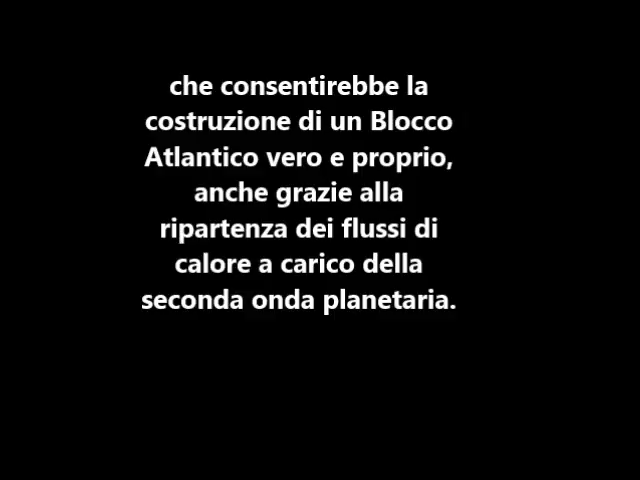 che consentirebbe la
costruzione di un Blocco
Atlantico vero e proprio,
anche grazie alla
ripartenza dei flussi di
calore a carico della
seconda onda planetaria.